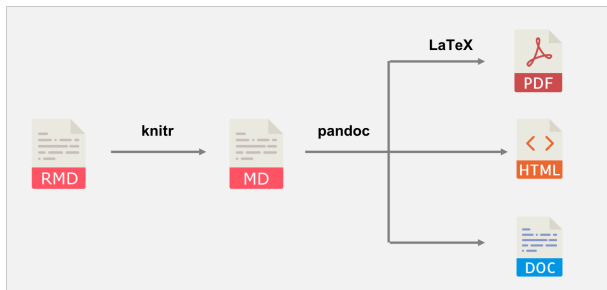 LaTeX
PDF
knitr
pandoc
RMD
MD
HTML
DOC